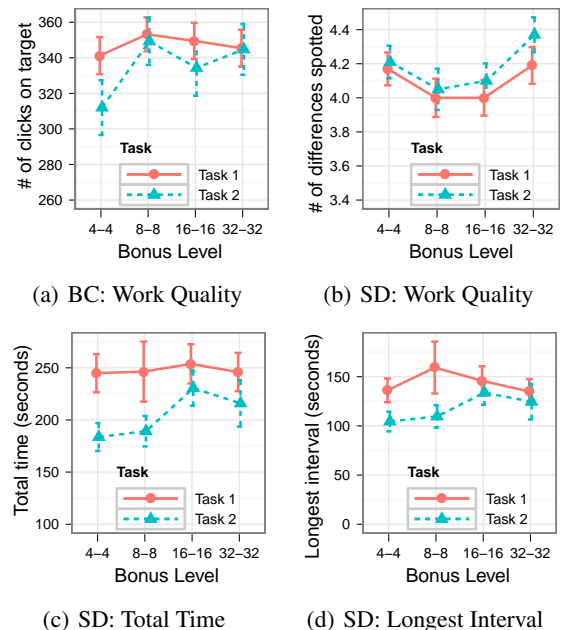 # of clicks on target
360
340
320
300
280
260
Task
Task 1
Task 2
4−4 8−8 16−16 32−32
Bonus Level
(a) BC: Work Quality
# of differences spotted
4.4
4.2
4.0
3.8
3.6
3.4
Task
Task 1
Task 2
4−4 8−8 16−16 32−32
Bonus Level
(b) SD: Work Quality
Total time (seconds)
250
200
150
100
Task
Task 1
Task 2
4−4 8−8 16−16 32−32
Bonus Level
(c) SD: Total Time
Longest interval (seconds)
150
100
50
0
Task
Task 1
Task 2
4−4 8−8 16−16 32−32
Bonus Level
(d) SD: Longest Interval